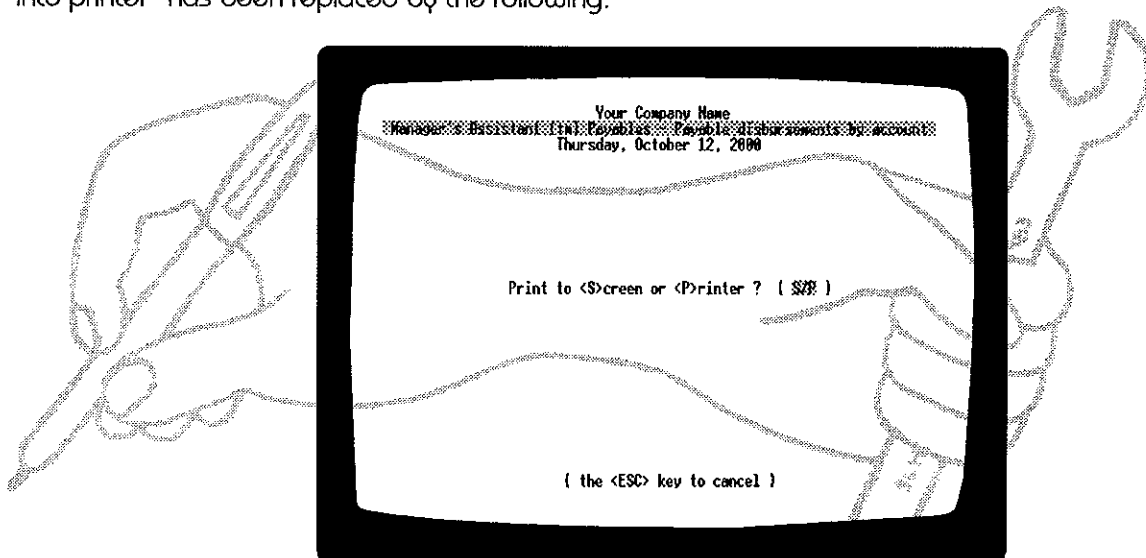 into printer" has been replaced by the following:
Your Company Name
Manager's Assistant [tm] Payables - Payable disbursements by account
Thursday, October 12, 2000
Print to <S>creen or <P>rinter ? ( S/P )
( the <ESC> key to cancel )